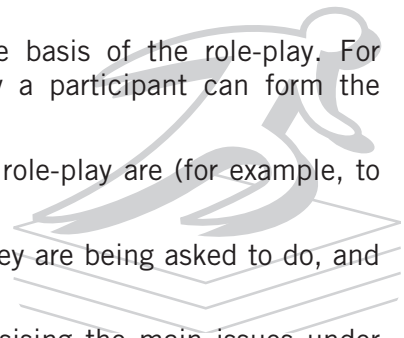 e basis of the role-play. For
a participant can form the
role-play are (for example, to
ey are being asked to do, and
ising the main issues under